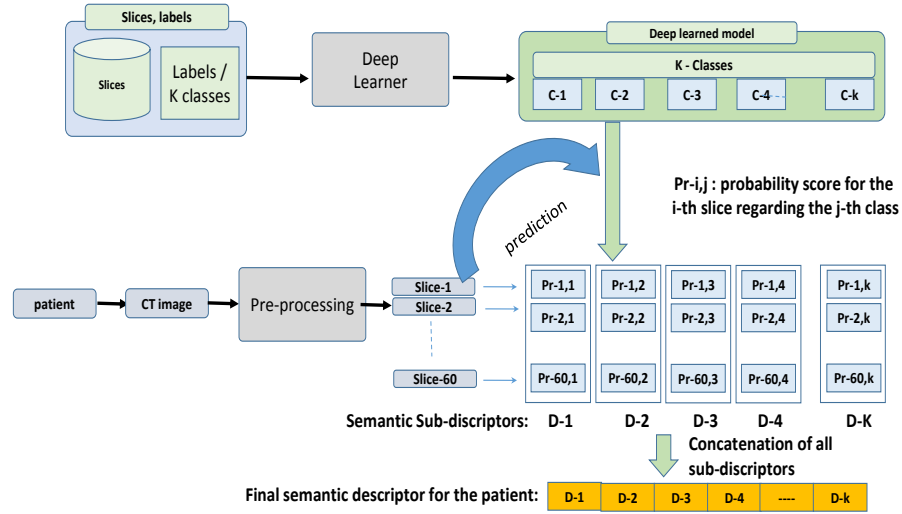 Slices, labels
Slices
Labels /
K classes
Deep
Learner
Deep learned model
K - Classes
C-1 C-2 C-3 C-4 C-k
Pr-i,j : probability score for the
i-th slice regarding the j-th class
prediction
patient
CT image
Pre-processing
Slice-1
Slice-2
Slice-60
Pr-1,1 Pr-1,2 Pr-1,3 Pr-1,4 Pr-1,k
Pr-2,1 Pr-2,2 Pr-2,3 Pr-2,4 Pr-2,k
Pr-60,1 Pr-60,2 Pr-60,3 Pr-60,4 Pr-60,k
Semantic Sub-discriptors: D-1 D-2 D-3 D-4 D-K
Concatenation of all
sub-discriptors
Final semantic descriptor for the patient: D-1 D-2 D-3 D-4 ---- D-k